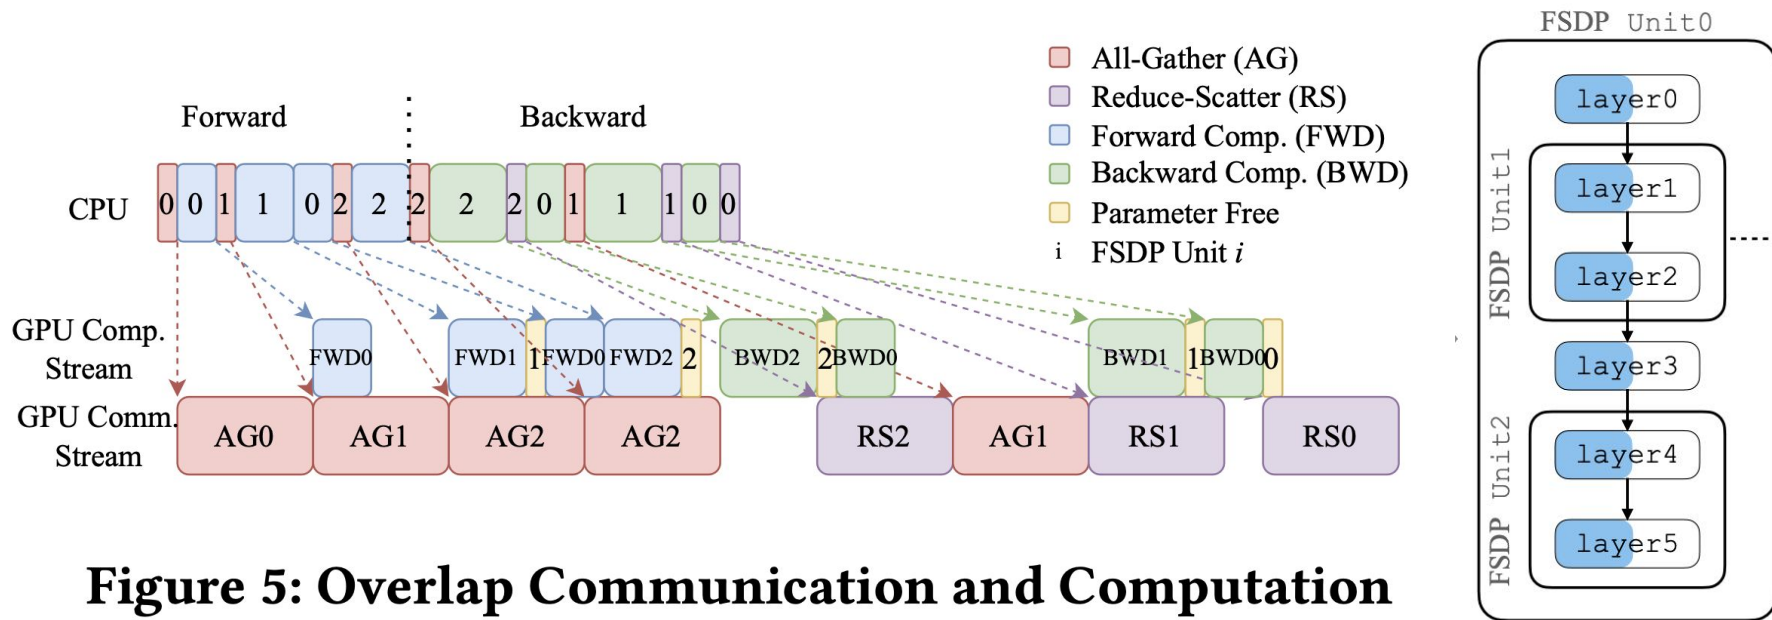 FSDP Unit0
All-Gather (AG)
Reduce-Scatter (RS)
Forward Comp. (FWD)
Backward Comp. (BWD)
Parameter Free
i FSDP Unit i
Forward Backward
CPU 0 0 1 1 0 2 2 2 2 2 0 1 1 1 0 0
GPU Comp.
Stream
FWD0 FWD1 1 FWD0 FWD2 2 BWD2 2 BWD0 BWD1 1 BWD0 0
GPU Comm.
Stream
AG0 AG1 AG2 AG2 RS2 AG1 RS1 RS0
layer0
FSDP Unit1
layer1
layer2
layer3
FSDP Unit2
layer4
layer5
Figure 5: Overlap Communication and Computation